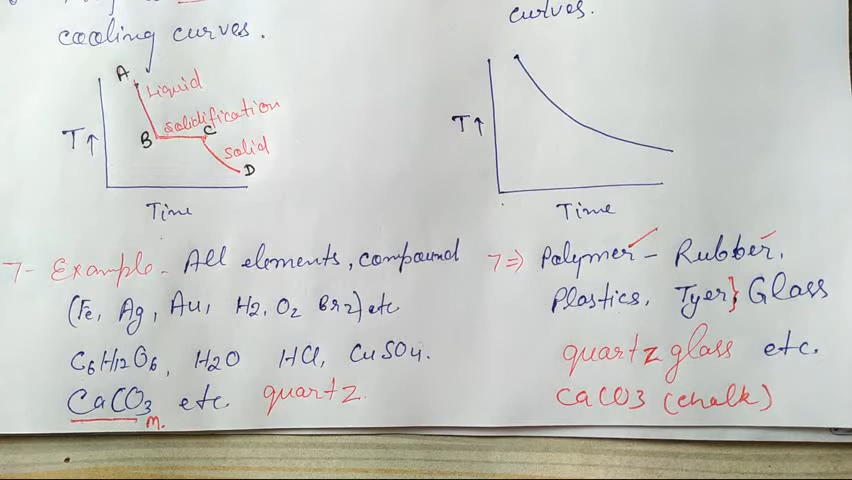 cooling curves.
A
Liquid
solidification
B
C
solid
D
T↑
Time
7- Example - All elements, compound
(Fe, Ag, Au, H2, O2 Br2) etc
C6H12O6, H2O HCl, CuSO4.
CaCO3 etc quartz.
m.
curves.
T↑
Time
7⇒ Polymer - Rubber,
Plastics, Tyer} Glass
quartz glass etc.
CaCO3 (chalk)